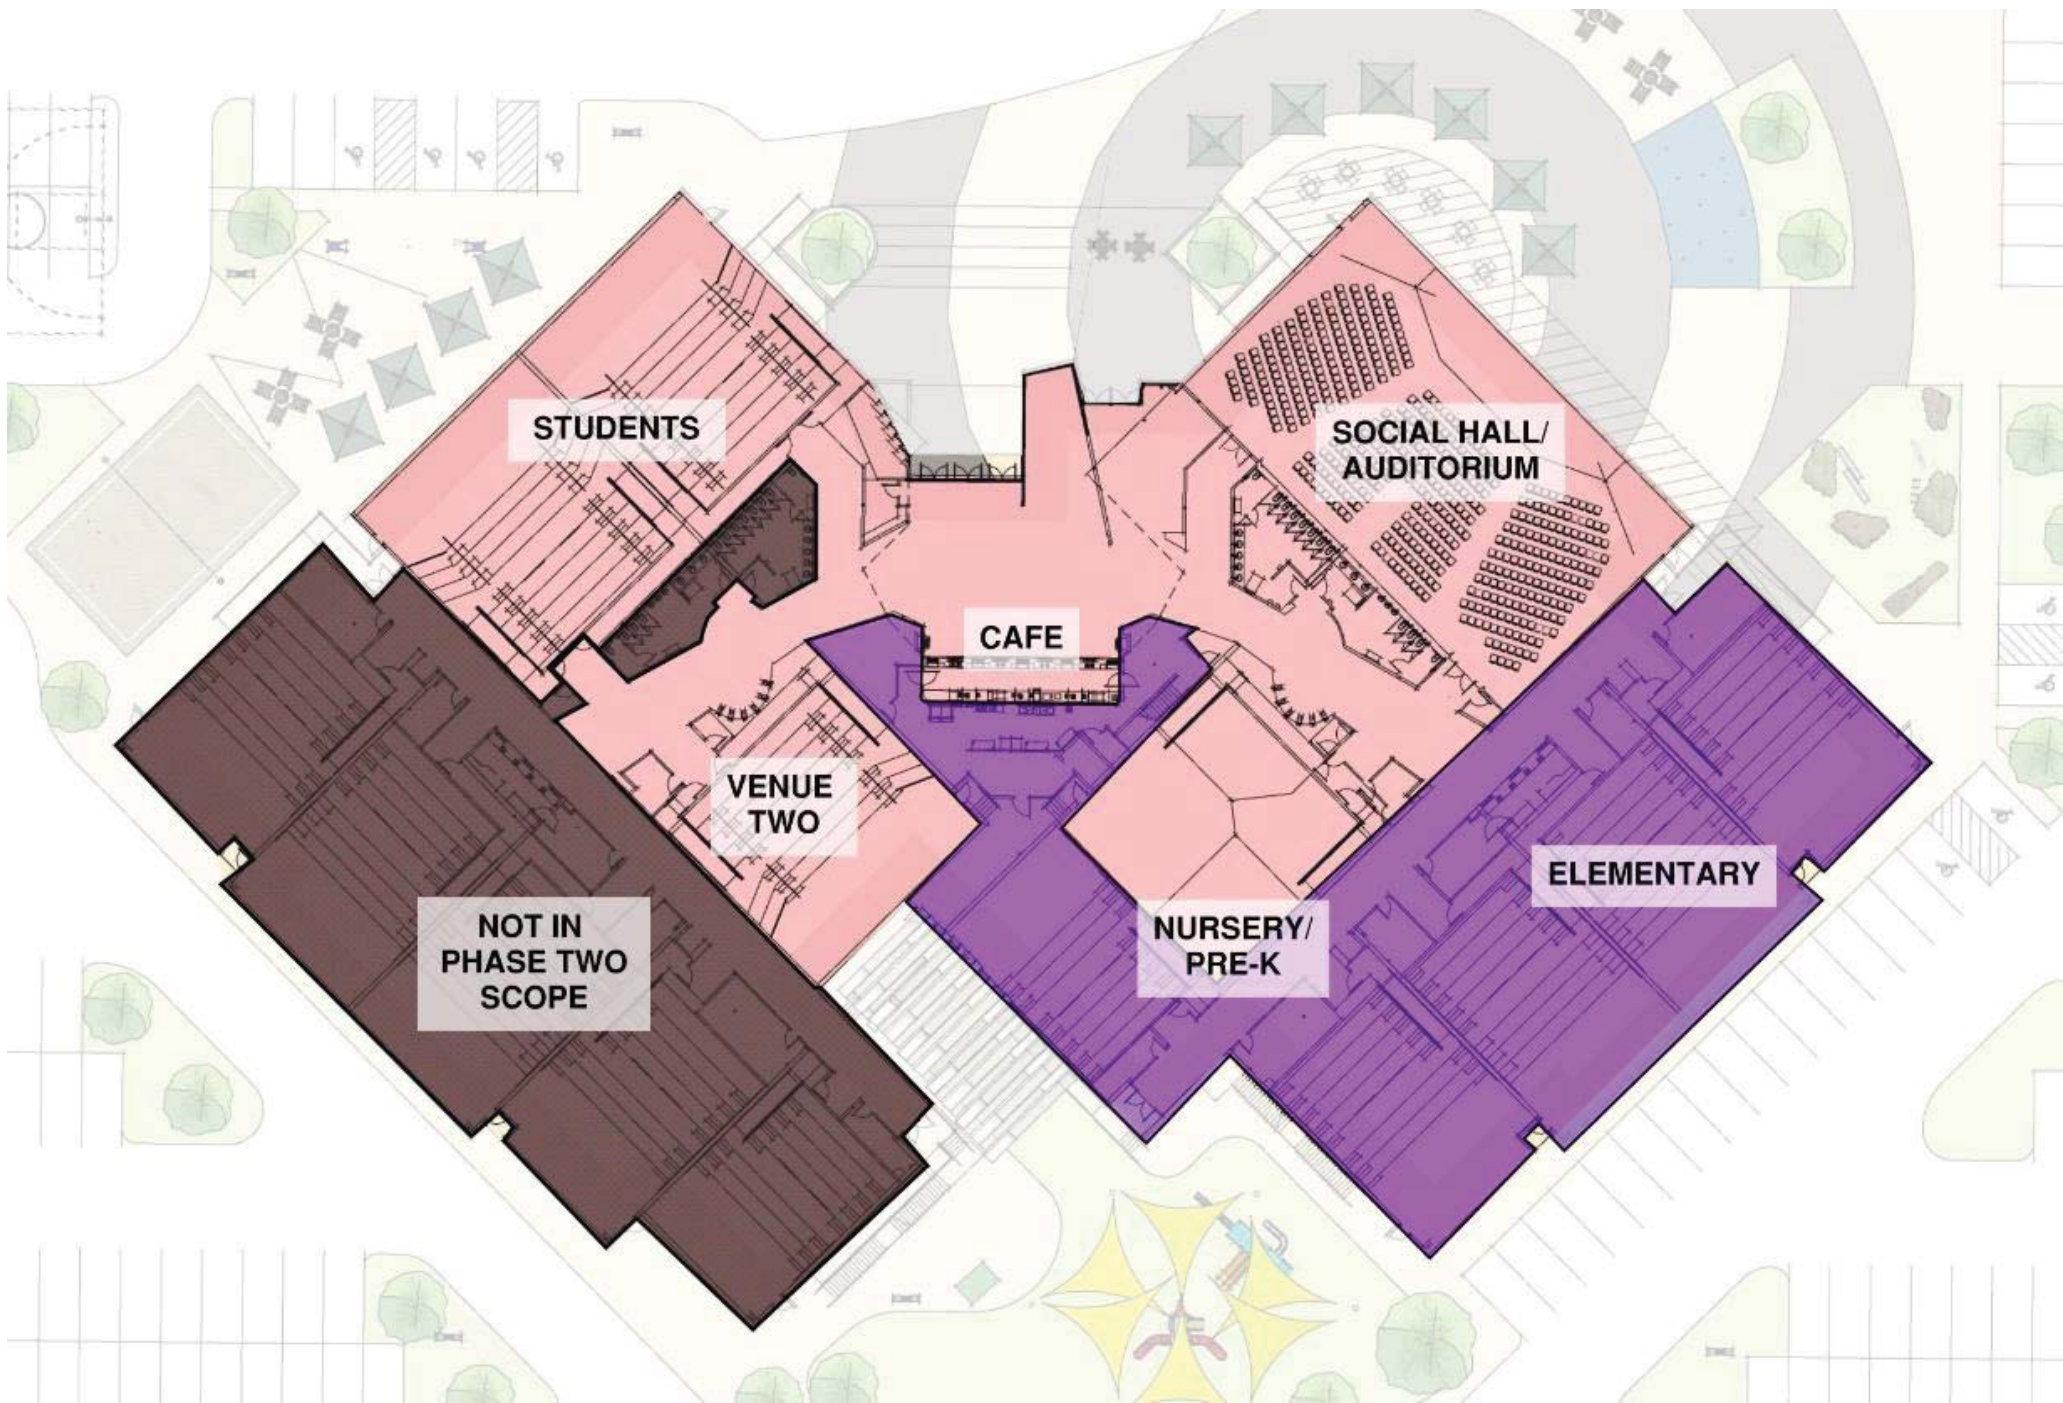 STUDENTS
SOCIAL HALL/
AUDITORIUM
CAFE
VENUE
TWO
ELEMENTARY
NOT IN
PHASE TWO
SCOPE
NURSERY/
PRE-K